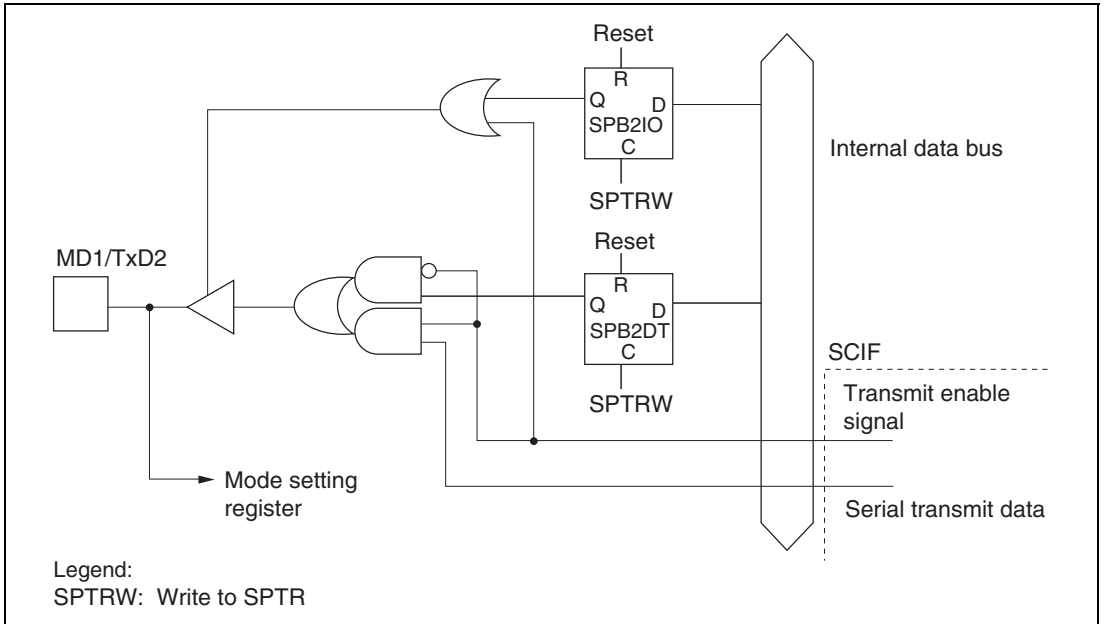 Reset
R
Q
D
SPB2IO
C
Internal data bus
SPTRW
Reset
MD1/TxD2
R
Q
D
SPB2DT
C
SCIF
SPTRW
Transmit enable
signal
Mode setting
register
Serial transmit data
Legend:
SPTRW: Write to SPTR